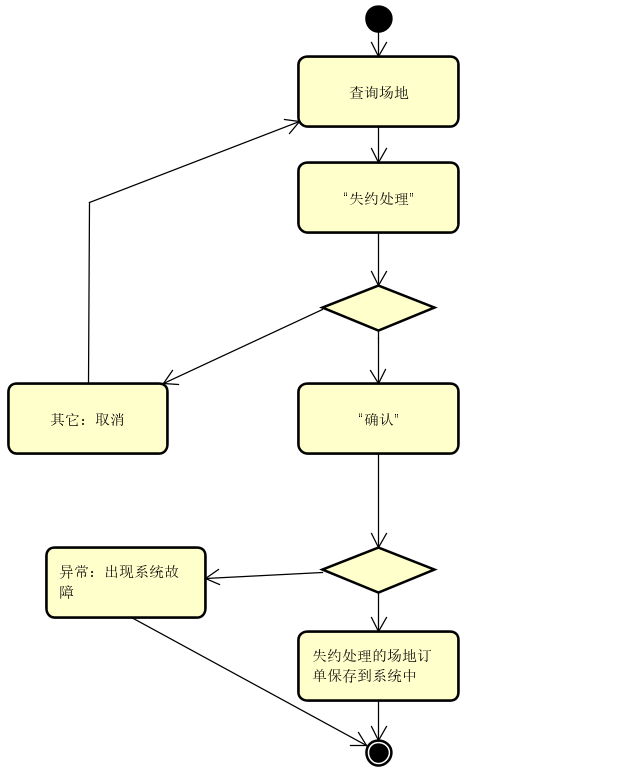 查询场地
“失约处理”
其它：取消
“确认”
异常：出现系统故
障
失约处理的场地订
单保存到系统中